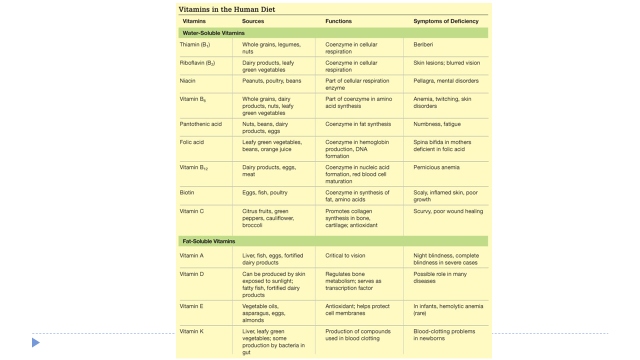 Vitamins in the Human Diet
Vitamins Sources Functions Symptoms of Deficiency
Water-Soluble Vitamins
Thiamin (B1) Whole grains, legumes, Coenzyme in cellular Beriberi
nuts respiration
Riboflavin (B2) Dairy products, leafy Coenzyme in cellular Skin lesions; blurred vision
green vegetables respiration
Niacin Peanuts, poultry, beans Part of cellular respiration Pellagra, mental disorders
enzyme
Vitamin B6 Whole grains, dairy Part of coenzyme in amino Anemia, twitching, skin
products, nuts, leafy acid synthesis disorders
green vegetables
Pantothenic acid Nuts, beans, dairy Coenzyme in fat synthesis Numbness, fatigue
products, eggs
Folic acid Leafy green vegetables, Coenzyme in hemoglobin Spina bifida in mothers
beans, orange juice production, DNA deficient in folic acid
formation
Vitamin B12 Dairy products, eggs, Coenzyme in nucleic acid Pernicious anemia
meat formation, red blood cell
maturation
Biotin Eggs, fish, poultry Coenzyme in synthesis of Scaly, inflamed skin, poor
fat, amino acids growth
Vitamin C Citrus fruits, green Promotes collagen Scurvy, poor wound healing
peppers, cauliflower, synthesis in bone,
broccoli cartilage; antioxidant
Fat-Soluble Vitamins
Vitamin A Liver, fish, eggs, fortified Critical to vision Night blindness, complete
dairy products blindness in severe cases
Vitamin D Can be produced by skin Regulates bone Possible role in many
exposed to sunlight; metabolism; serves as diseases
fatty fish, fortified dairy transcription factor
products
Vitamin E Vegetable oils, Antioxidant; helps protect In infants, hemolytic anemia
asparagus, eggs, cell membranes (rare)
almonds
Vitamin K Liver, leafy green Production of compounds Blood-clotting problems
vegetables; some used in blood clotting in newborns
production by bacteria in
gut